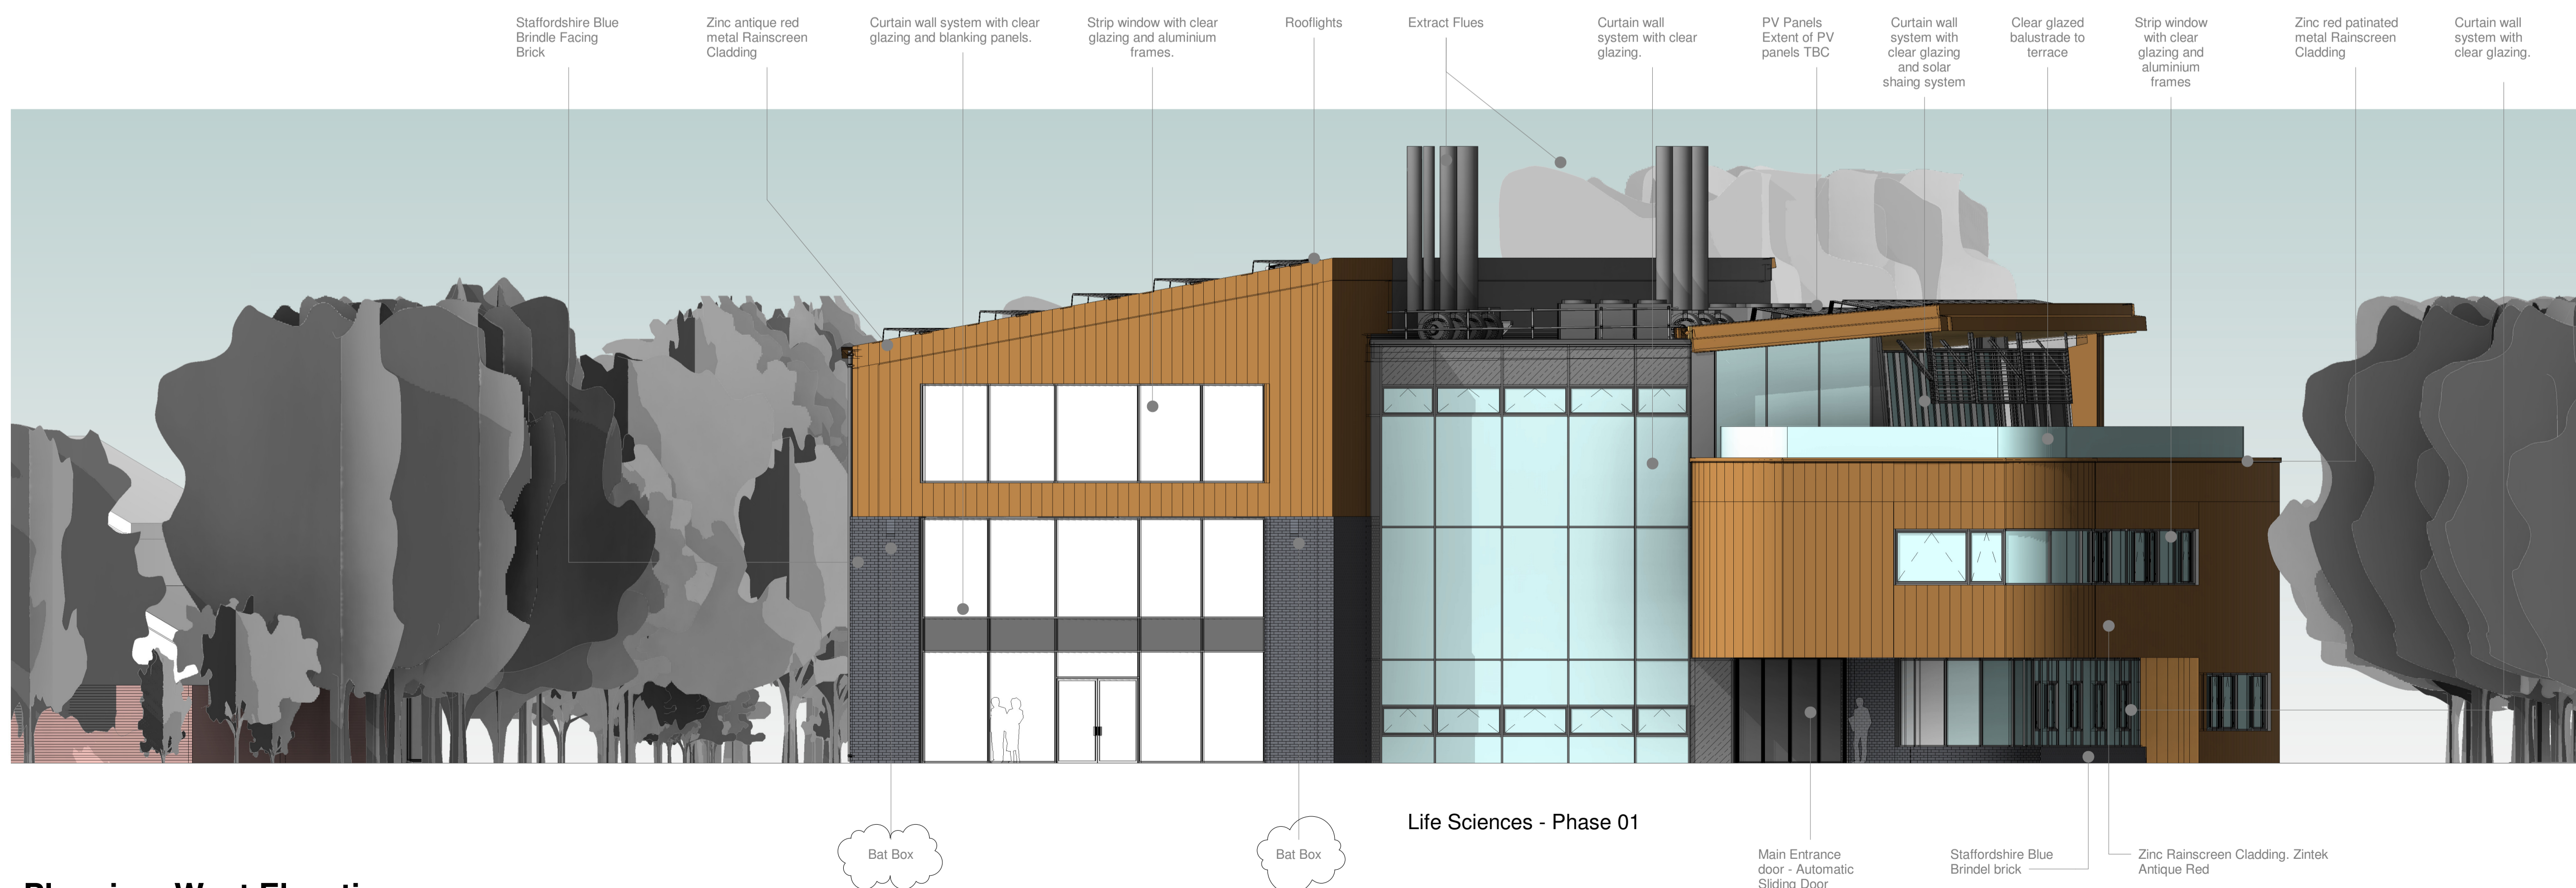 Staffordshire Blue
Brindle Facing
Brick
Zinc antique red
metal Rainscreen
Cladding
Curtain wall system with clear
glazing and blanking panels.
Strip window with clear
glazing and aluminium
frames.
Rooflights
Extract Flues
Curtain wall
system with clear
glazing.
PV Panels
Extent of PV
panels TBC
Curtain wall
system with
clear glazing
and solar
shaing system
Clear glazed
balustrade to
terrace
Strip window
with clear
glazing and
aluminium
frames
Zinc red patinated
metal Rainscreen
Cladding
Curtain wall
system with
clear glazing.
Life Sciences - Phase 01
Bat Box
Bat Box
Main Entrance
door - Automatic
Sliding Door
Staffordshire Blue
Brindel brick
Zinc Rainscreen Cladding. Zintek
Antique Red